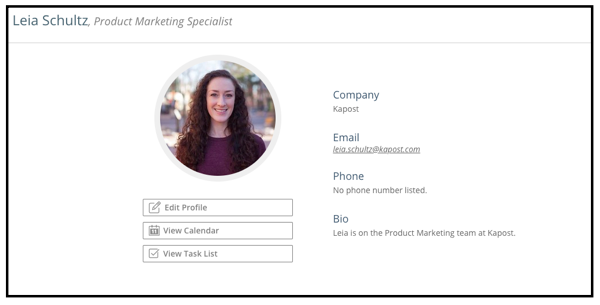 Leia Schultz, Product Marketing Specialist
Company
Kapost
Email
leia.schultz@kapost.com
Phone
No phone number listed.
Edit Profile
View Calendar
View Task List
Bio
Leia is on the Product Marketing team at Kapost.